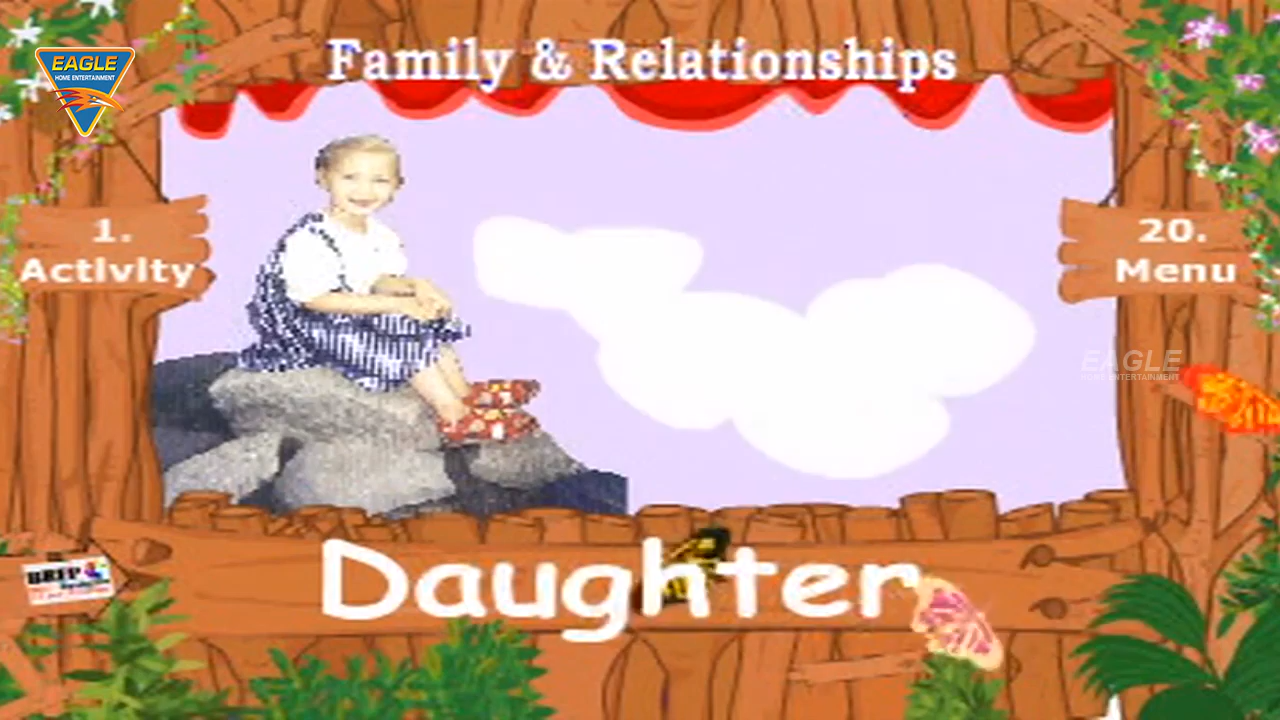 Family & Relationships
EAGLE
HOME ENTERTAINMENT
1.
Activity
20.
Menu
EAGLE
HOME ENTERTAINMENT
Daughter